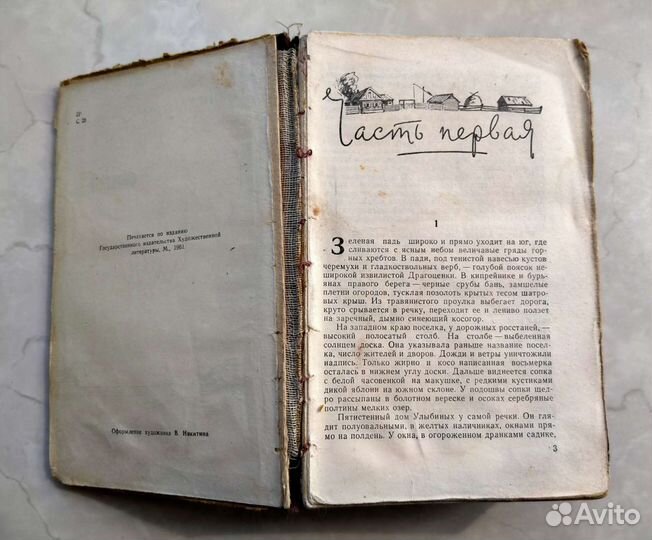 Р2
С 28
Печатается по изданию
Государственного издательства Художественной
литературы, М., 1961.
Оформление художника В. Никитина
Часть первая
1
Зеленая падь широко и прямо уходит на юг, где
сливаются с ясным небом величавые гряды гор-
ных хребтов. В пади, под тенистой навесью кустов
черемухи и гладкоствольных верб, — голубой поясок не-
широкой извилистой Драгоценки. В кипрейнике и бурья-
нах правого берега — черные срубы бань, замшелые
плетни огородов, тусклая позолоть крытых тесом шатро-
вых крыш. Из травянистого проулка выбегает дорога,
круто срывается в речку, переходит ее и лениво ползет
на заречный, дымно синеющий косогор.
На западном краю поселка, у дорожных росстаней, —
высокий полосатый столб. На столбе — выбеленная
солнцем доска. Она указывала раньше название посел-
ка, число жителей и дворов. Дожди и ветры уничтожили
надпись. Только жирно и косо написанная восьмерка
осталась в нижнем углу доски. Дальше виднеется сопка
с белой часовенкой на макушке, с редкими кустиками
дикой яблони на южном склоне. У подошвы сопки щед-
ро рассыпаны в болотном вереске и осоках серебряные
полтины мелких озер.
Пятистенный дом Улыбиных у самой речки. Он гля-
дит полуовальными, в желтых наличниках, окнами пря-
мо на полдень. У окна, в огороженном дранками садике,
3
Avito